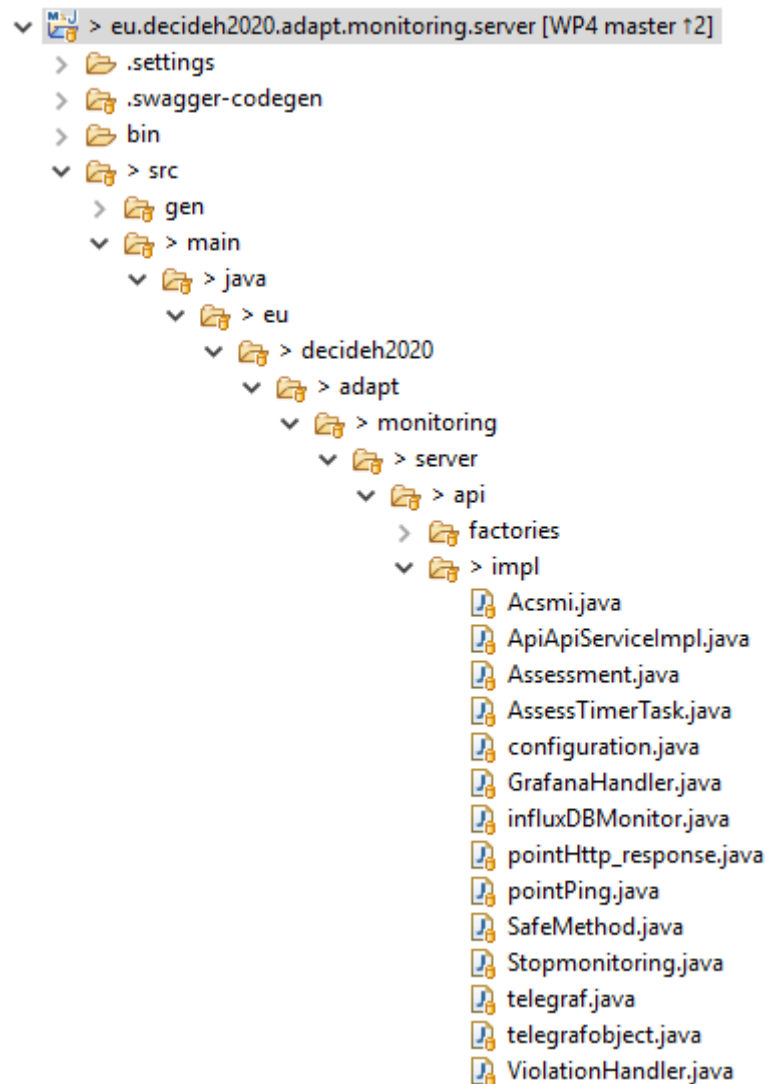 > eu.decideh2020.adapt.monitoring.server [WP4 master ↑2]
.settings
.swagger-codegen
bin
> src
gen
> main
> java
> eu
> decideh2020
> adapt
> monitoring
> server
> api
factories
> impl
Acsmi.java
ApiApiServiceImpl.java
Assessment.java
AssessTimerTask.java
configuration.java
GrafanaHandler.java
influxDBMonitor.java
pointHttp_response.java
pointPing.java
SafeMethod.java
Stopmonitoring.java
telegraf.java
telegrafobject.java
ViolationHandler.java